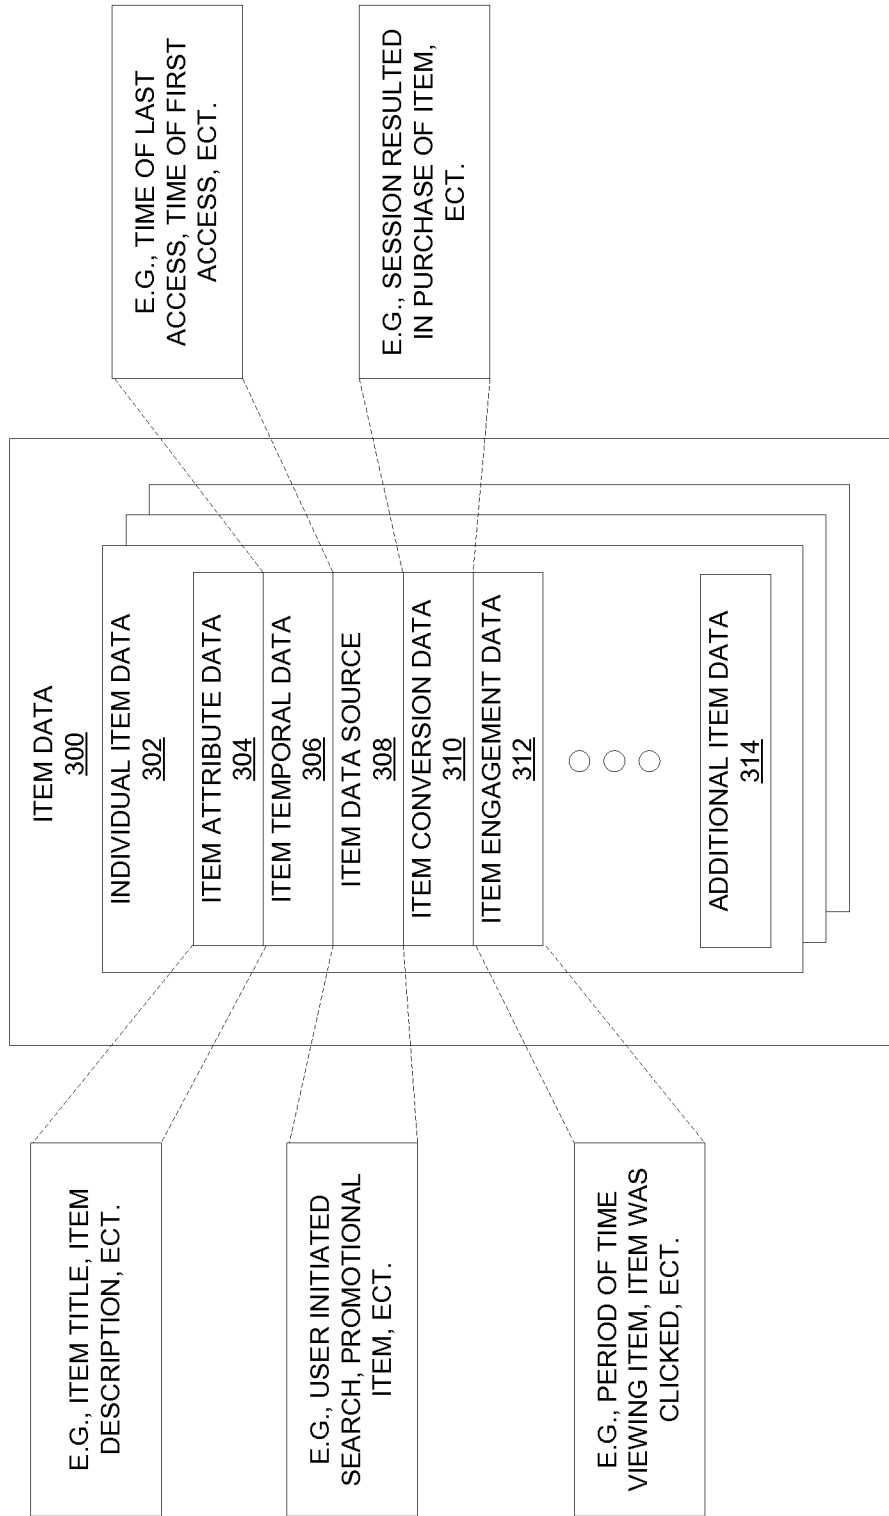 ITEM DATA
300
INDIVIDUAL ITEM DATA
302
ITEM ATTRIBUTE DATA
304
ITEM TEMPORAL DATA
306
ITEM DATA SOURCE
308
ITEM CONVERSION DATA
310
ITEM ENGAGEMENT DATA
312
ADDITIONAL ITEM DATA
314
E.G., ITEM TITLE, ITEM
DESCRIPTION, ECT.
E.G., USER INITIATED
SEARCH, PROMOTIONAL
ITEM, ECT.
E.G., PERIOD OF TIME
VIEWING ITEM, ITEM WAS
CLICKED, ECT.
E.G., TIME OF LAST
ACCESS, TIME OF FIRST
ACCESS, ECT.
E.G., SESSION RESULTED
IN PURCHASE OF ITEM,
ECT.